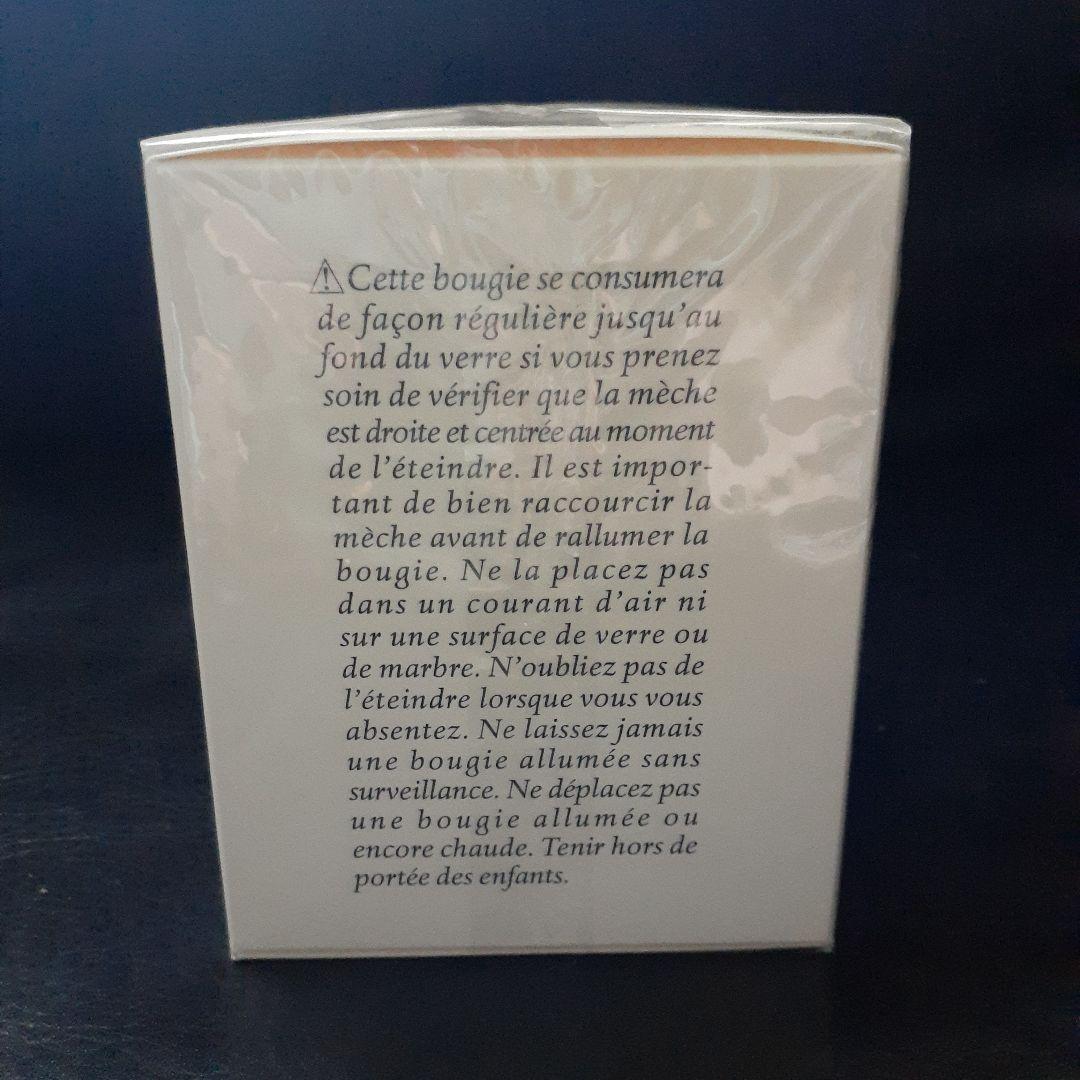 ⚠Cette bougie se consumera
de façon régulière jusqu'au
fond du verre si vous prenez
soin de vérifier que la mèche
est droite et centrée au moment
de l'éteindre. Il est impor-
tant de bien raccourcir la
mèche avant de rallumer la
bougie. Ne la placez pas
dans un courant d'air ni
sur une surface de verre ou
de marbre. N'oubliez pas de
l'éteindre lorsque vous vous
absentez. Ne laissez jamais
une bougie allumée sans
surveillance. Ne déplacez pas
une bougie allumée ou
encore chaude. Tenir hors de
portée des enfants.